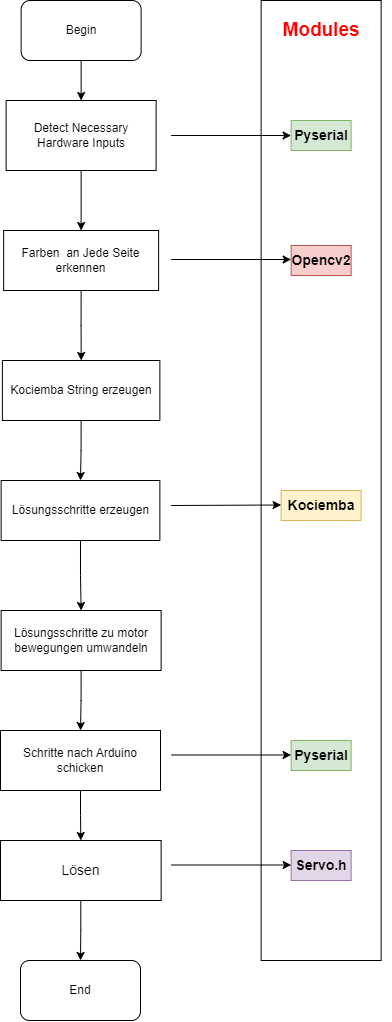 Begin
Modules
Detect Necessary
Hardware Inputs
Pyserial
Farben an Jede Seite
erkennen
Opencv2
Kociemba String erzeugen
Lösungsschritte erzeugen
Kociemba
Lösungsschritte zu motor
bewegungen umwandeln
Schritte nach Arduino
schicken
Pyserial
Lösen
Servo.h
End